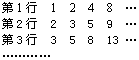 第1行 1 2 4 8 …
第2行 2 3 5 9 …
第3行 3 5 8 13 …
…………